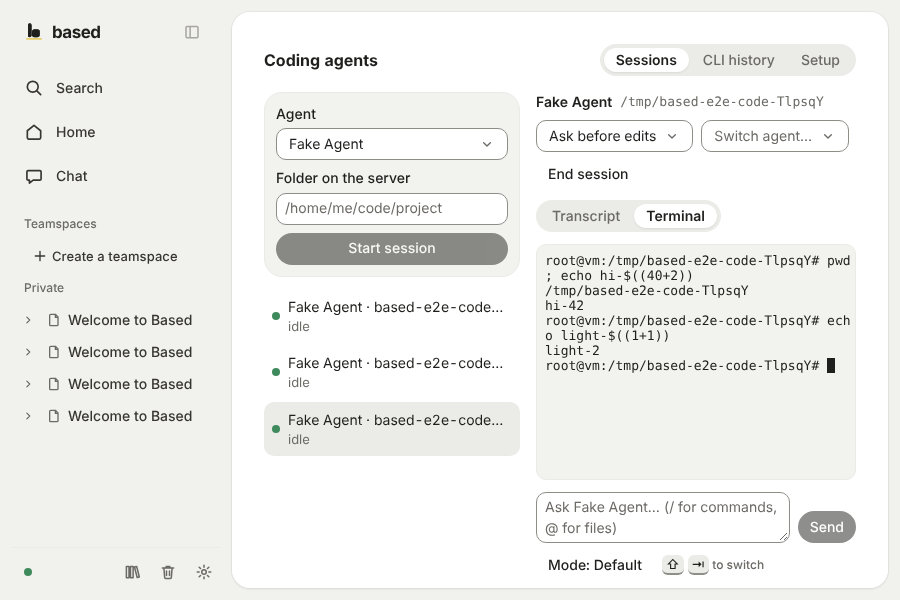 based
Search
Home
Chat
Teamspaces
Create a teamspace
Private
Welcome to Based
Welcome to Based
Welcome to Based
Welcome to Based
Coding agents
Sessions
CLI history
Setup
Agent
Fake Agent
Folder on the server
/home/me/code/project
Start session
Fake Agent · based-e2e-code...
idle
Fake Agent · based-e2e-code...
idle
Fake Agent · based-e2e-code...
idle
Fake Agent /tmp/based-e2e-code-TlpsqY
Ask before edits
Switch agent...
End session
Transcript
Terminal
root@vm:/tmp/based-e2e-code-TlpsqY# pwd
; echo hi-$((40+2))
/tmp/based-e2e-code-TlpsqY
hi-42
root@vm:/tmp/based-e2e-code-TlpsqY# ech
o light-$((1+1))
light-2
root@vm:/tmp/based-e2e-code-TlpsqY#
Ask Fake Agent... (/ for commands,
@ for files)
Send
Mode: Default
to switch